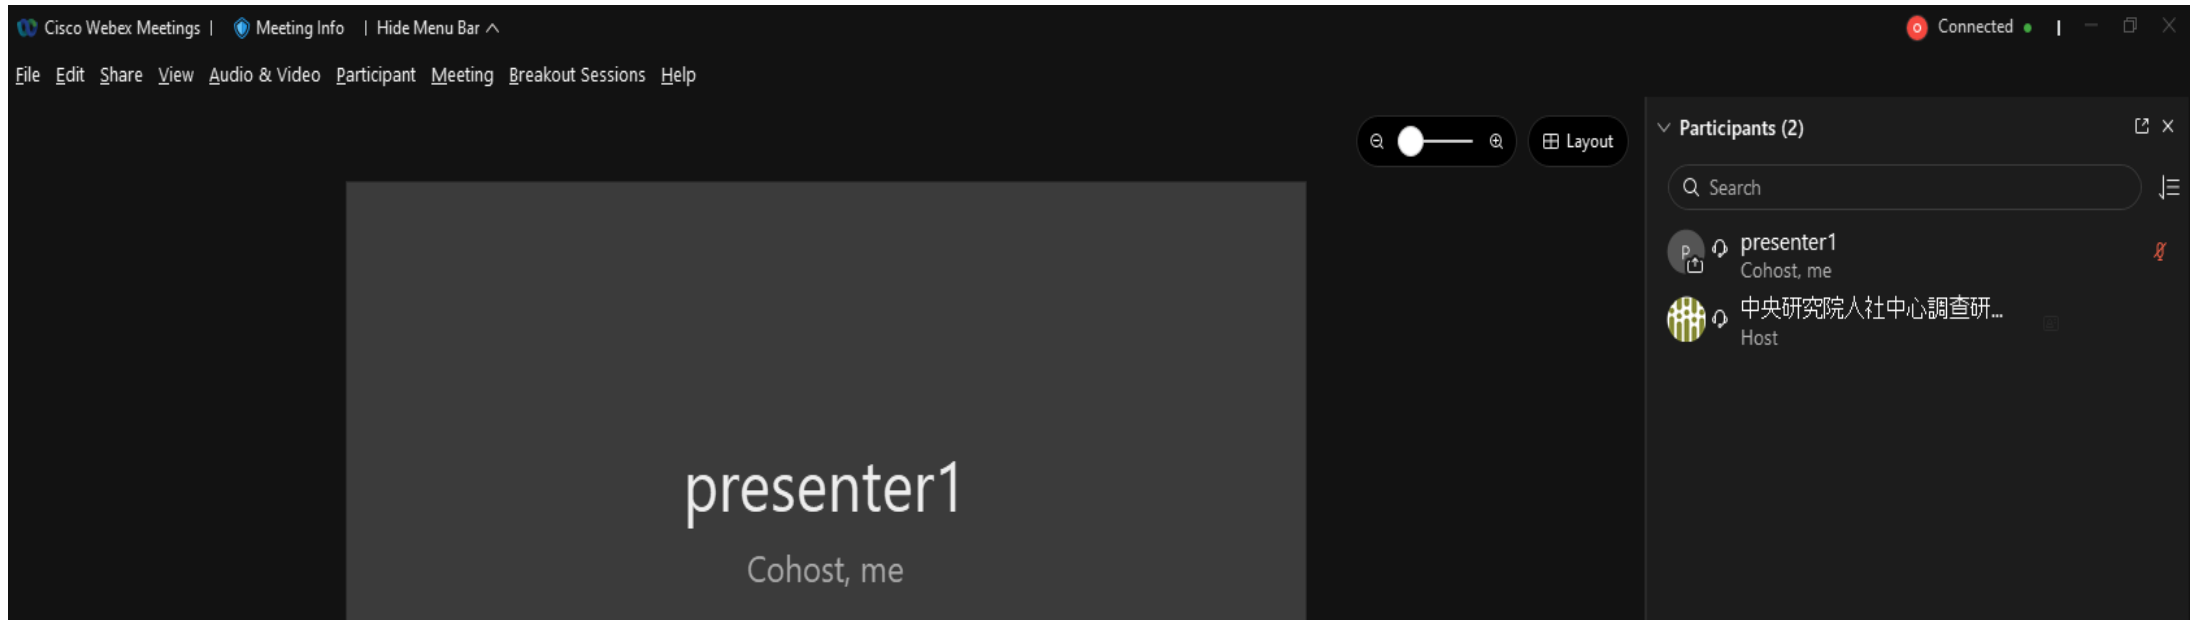 Cisco Webex Meetings | Meeting Info | Hide Menu Bar
Connected
File Edit Share View Audio & Video Participant Meeting Breakout Sessions Help
Layout
presenter1
Cohost, me
Participants (2)
Search
P
presenter1
Cohost, me
中央研究院人社中心調查研...
Host